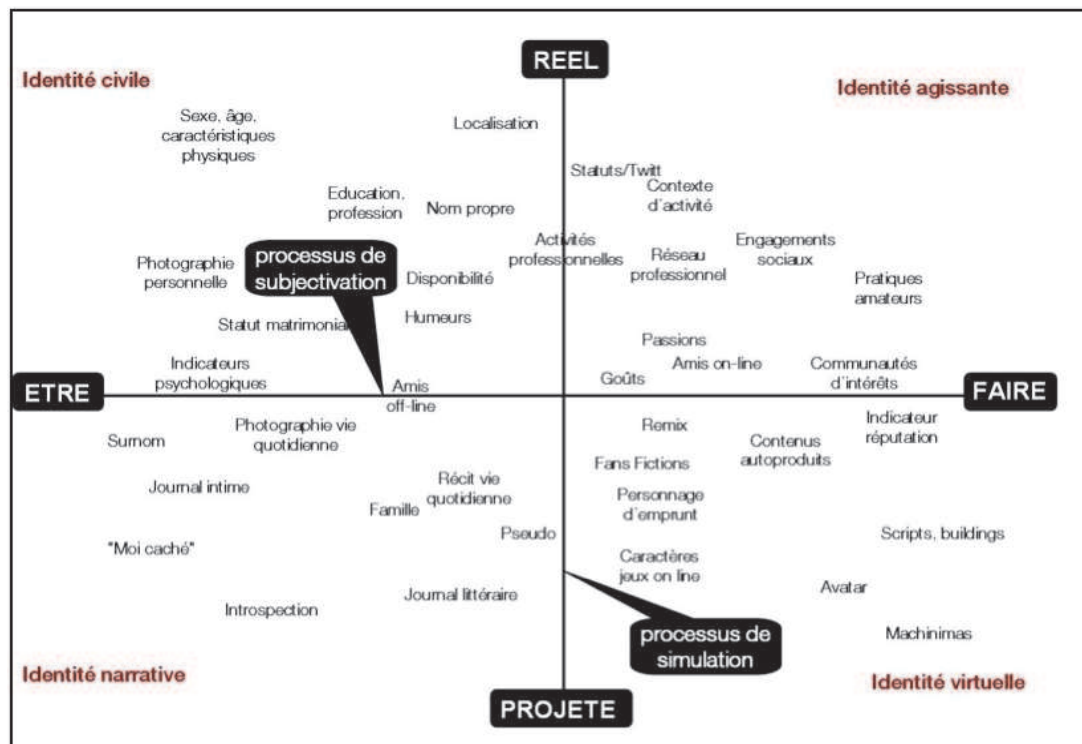 REEL
Identité civile
Identité agissante
Sexe, âge,
caractéristiques
physiques
Localisation
Statuts/Twitt
Contexte
d'activité
Education,
profession
Nom propre
Activités
professionnelles
Réseau
professionnel
Engagements
sociaux
processus de
subjectivation
Photographie
personnelle
Disponibilité
Pratiques
amateurs
Statut matrimonial
Humeurs
Passions
Indicateurs
psychologiques
Amis on-line
Communautés
d'intérêts
Goûts
ETRE
Amis
off-line
FAIRE
Surnom
Photographie vie
quotidienne
Remix
Contenus
autoproduits
Indicateur
réputation
Fans Fictions
Journal intime
Récit vie
quotidienne
Famille
Personnage
d'emprunt
Pseudo
Scripts, buildings
"Moi caché"
Caractères
jeux on line
Avatar
Introspection
Journal littéraire
processus de
simulation
Machinimas
Identité narrative
Identité virtuelle
PROJETE